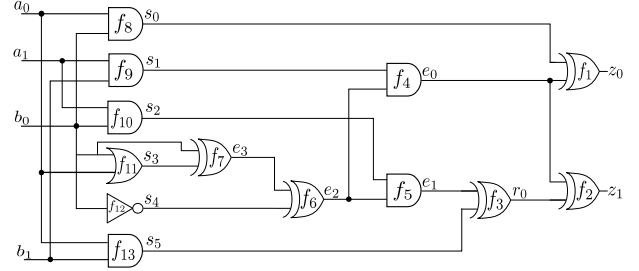 a₀ f₈ s₀
a₁ f₉ s₁ f₄ e₀ f₁ z₀
b₀ f₁₀ s₂
f₁₁ s₃ f₇ e₃
f₁₂ s₄ f₆ e₂ f₅ e₁ f₃ r₀ f₂ z₁
b₁ f₁₃ s₅